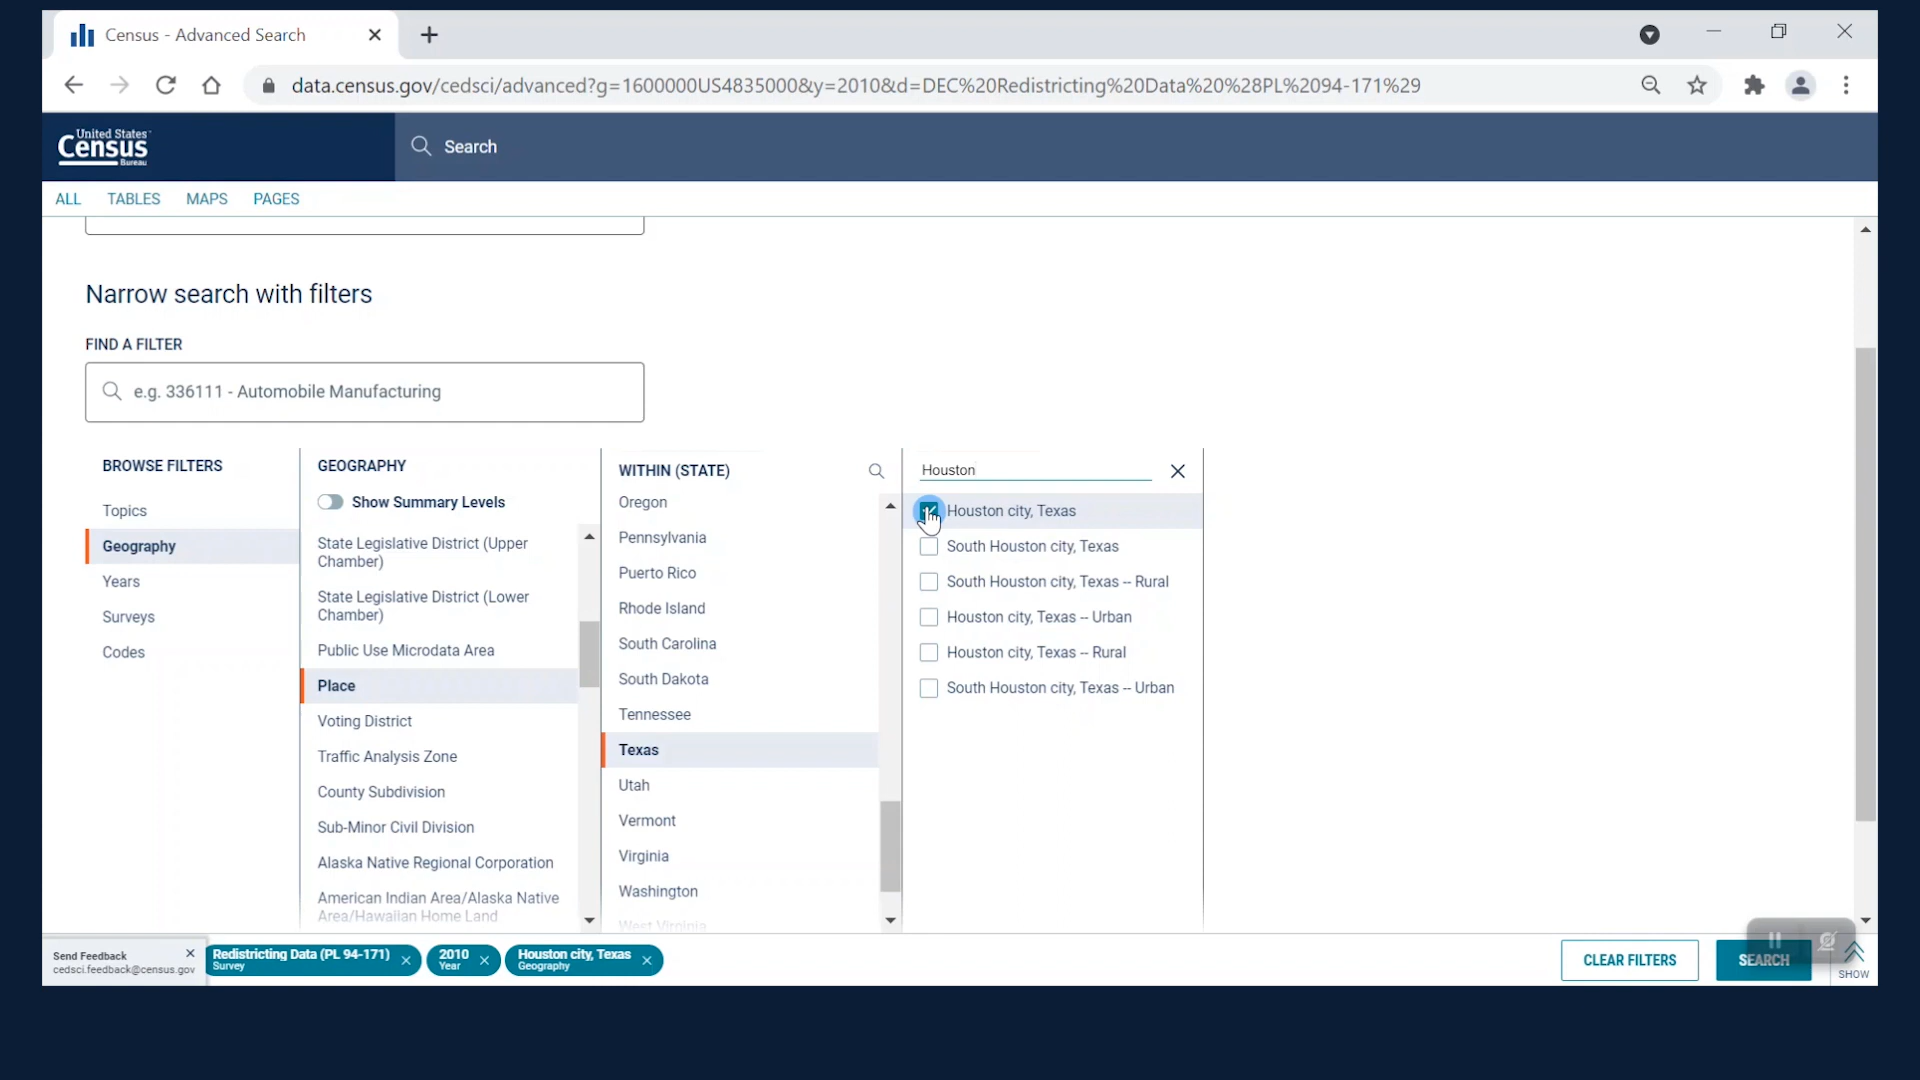 Census - Advanced Search
data.census.gov/cedsci/advanced?g=1600000US4835000&y=2010&d=DEC%20Redistricting%20Data%20%28PL%2094-171%29
United States
Census
Bureau
Search
ALL TABLES MAPS PAGES
Narrow search with filters
FIND A FILTER
e.g. 336111 - Automobile Manufacturing
BROWSE FILTERS
Topics
Geography
Years
Surveys
Codes
GEOGRAPHY
Show Summary Levels
State Legislative District (Upper
Chamber)
State Legislative District (Lower
Chamber)
Public Use Microdata Area
Place
Voting District
Traffic Analysis Zone
County Subdivision
Sub-Minor Civil Division
Alaska Native Regional Corporation
American Indian Area/Alaska Native
Area/Hawaiian Home Land
WITHIN (STATE)
Oregon
Pennsylvania
Puerto Rico
Rhode Island
South Carolina
South Dakota
Tennessee
Texas
Utah
Vermont
Virginia
Washington
West Virginia
Houston
Houston city, Texas
South Houston city, Texas
South Houston city, Texas -- Rural
Houston city, Texas -- Urban
Houston city, Texas -- Rural
South Houston city, Texas -- Urban
Send Feedback
cedsci.feedback@census.gov
Redistricting Data (PL 94-171)
Survey
2010
Year
Houston city, Texas
Geography
CLEAR FILTERS
SEARCH
SHOW